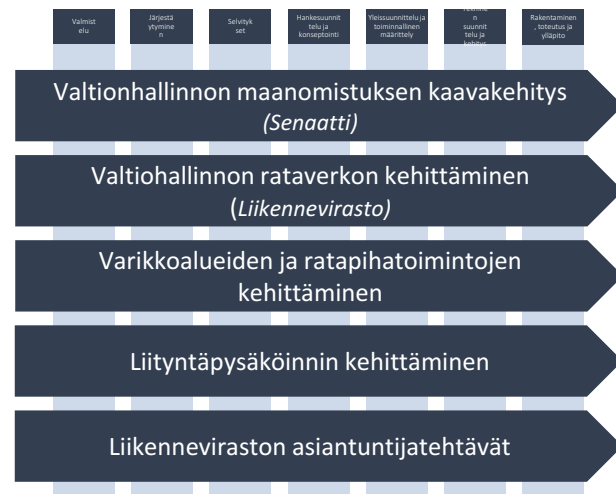 Valmist
elu
Järjestä
ytymine
n
Selvityk
set
Hankesuunnit
telu ja
konseptointi
Yleissuunnittelu ja
toiminnallinen
määrittely
n
suunnit
telu ja
kehitys
Rakentaminen
, toteutus ja
ylläpito
Valtionhallinnon maanomistuksen kaavakehitys
(Senaatti)
Valtiohallinnon rataverkon kehittäminen
(Liikennevirasto)
Varikkoalueiden ja ratapihatoimintojen
kehittäminen
Liityntäpysäköinnin kehittäminen
Liikenneviraston asiantuntijatehtävät